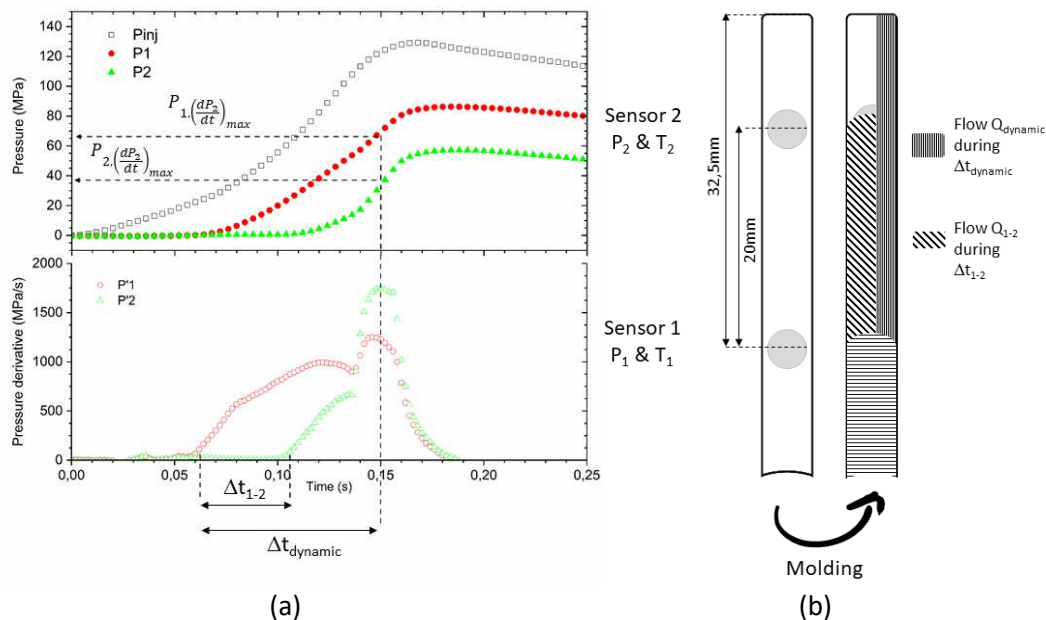 Pinj
P1
P2
Pressure (MPa)
140
120
100
80
60
40
20
0
P1,(dP2/dt)max
P2,(dP2/dt)max
Pressure derivative (MPa/s)
2000
1500
1000
500
0
P'1
P'2
0,00
0,05
0,10
0,15
0,20
0,25
Time (s)
Δt1-2
Δtdynamic
(a)
Sensor 2
P2 & T2
Sensor 1
P1 & T1
32,5mm
20mm
Flow Qdynamic
during
Δtdynamic
Flow Q1-2
during
Δt1-2
Molding
(b)